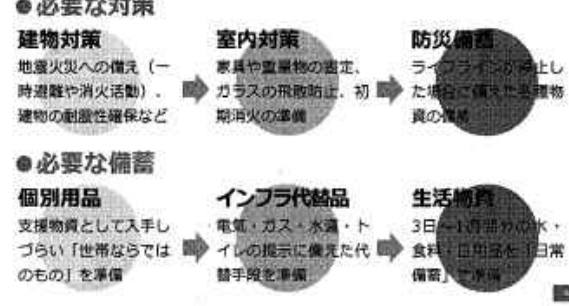 ●必要な対策
建物対策
地震火災への備え（一
時避難や消火活動）、
建物の耐震性確保など
室内対策
家具や重量物の固定、
ガラスの飛散防止、初
期消火の準備
防災備蓄
ライフラインが停止し
た場合に備えた各種物
資の備蓄
●必要な備蓄
個別用品
支援物資として入手し
づらい「世帯ならでは
のもの」を準備
インフラ代替品
電気・ガス・水道・ト
イレの提示に備えた代
替手段を準備
生活物資
3日～1週間分の水・
食料・日用品を「日常
備蓄」で準備